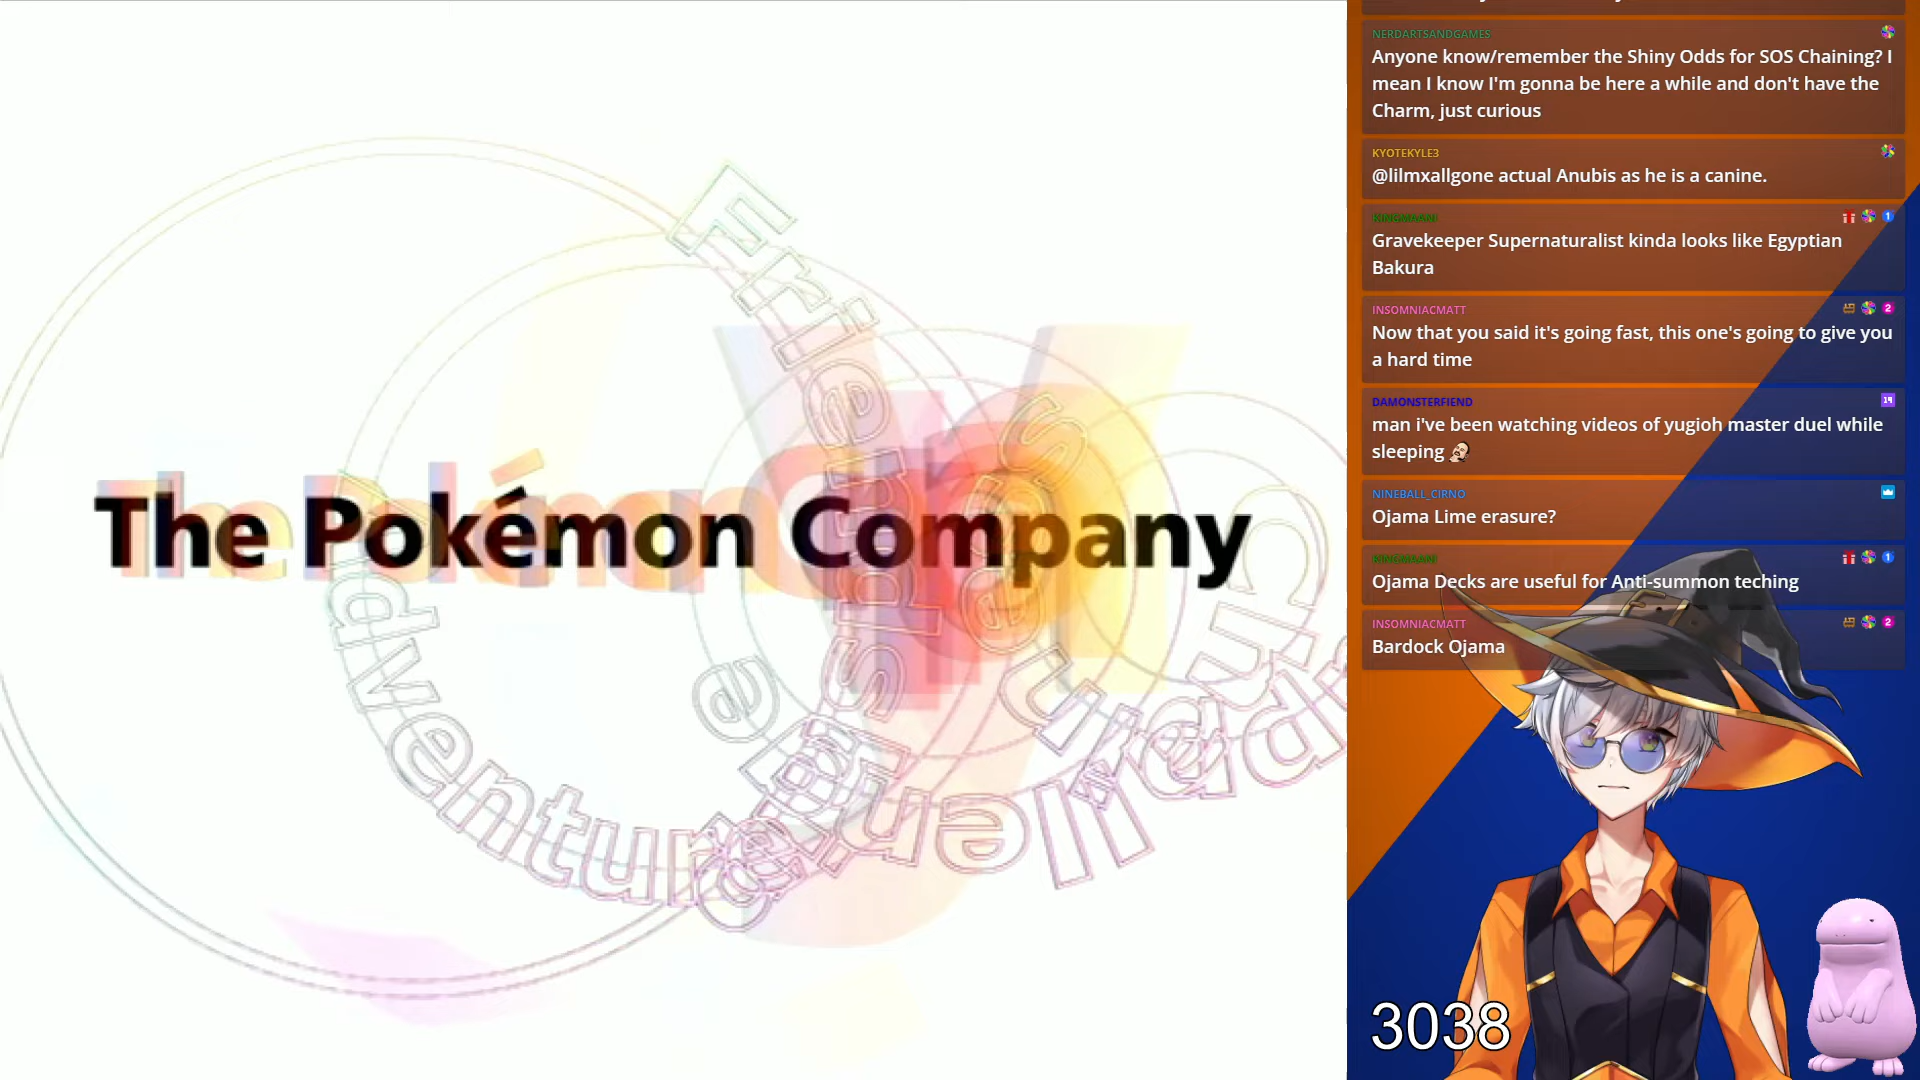 The Pokémon Company
Friends
Adventure
NERDARTSANDGAMES
Anyone know/remember the Shiny Odds for SOS Chaining? I
mean I know I'm gonna be here a while and don't have the
Charm, just curious
KYOTEKYLE3
@lilmxallgone actual Anubis as he is a canine.
KINGMAANI
Gravekeeper Supernaturalist kinda looks like Egyptian
Bakura
INSOMNIACMATT
Now that you said it's going fast, this one's going to give you
a hard time
DAMONSTERFIEND
man i've been watching videos of yugioh master duel while
sleeping
NINEBALL_CIRNO
Ojama Lime erasure?
KINGMAANI
Ojama Decks are useful for Anti-summon teching
INSOMNIACMATT
Bardock Ojama
3038